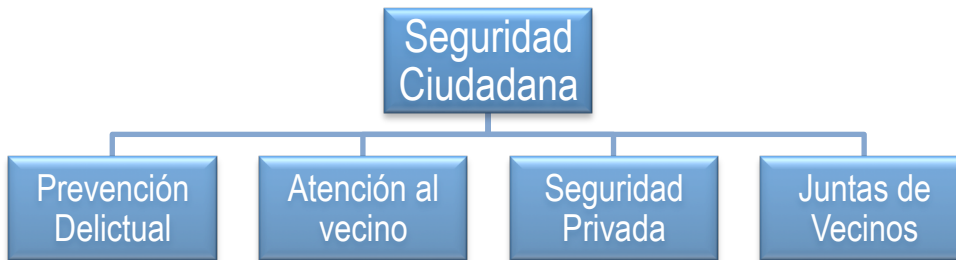 Seguridad
Ciudadana
Prevención
Delictual
Atención al
vecino
Seguridad
Privada
Juntas de
Vecinos